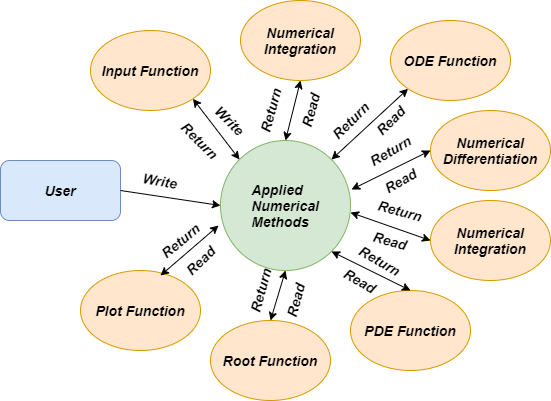 Numerical
Integration
ODE Function
Input Function
Write
Return
Return
Read
Return
Read
Numerical
Differentiation
Return
Read
User
Write
Applied
Numerical
Methods
Return
Read
Numerical
Integration
Return
Read
Return
Read
Plot Function
Return
Read
PDE Function
Root Function